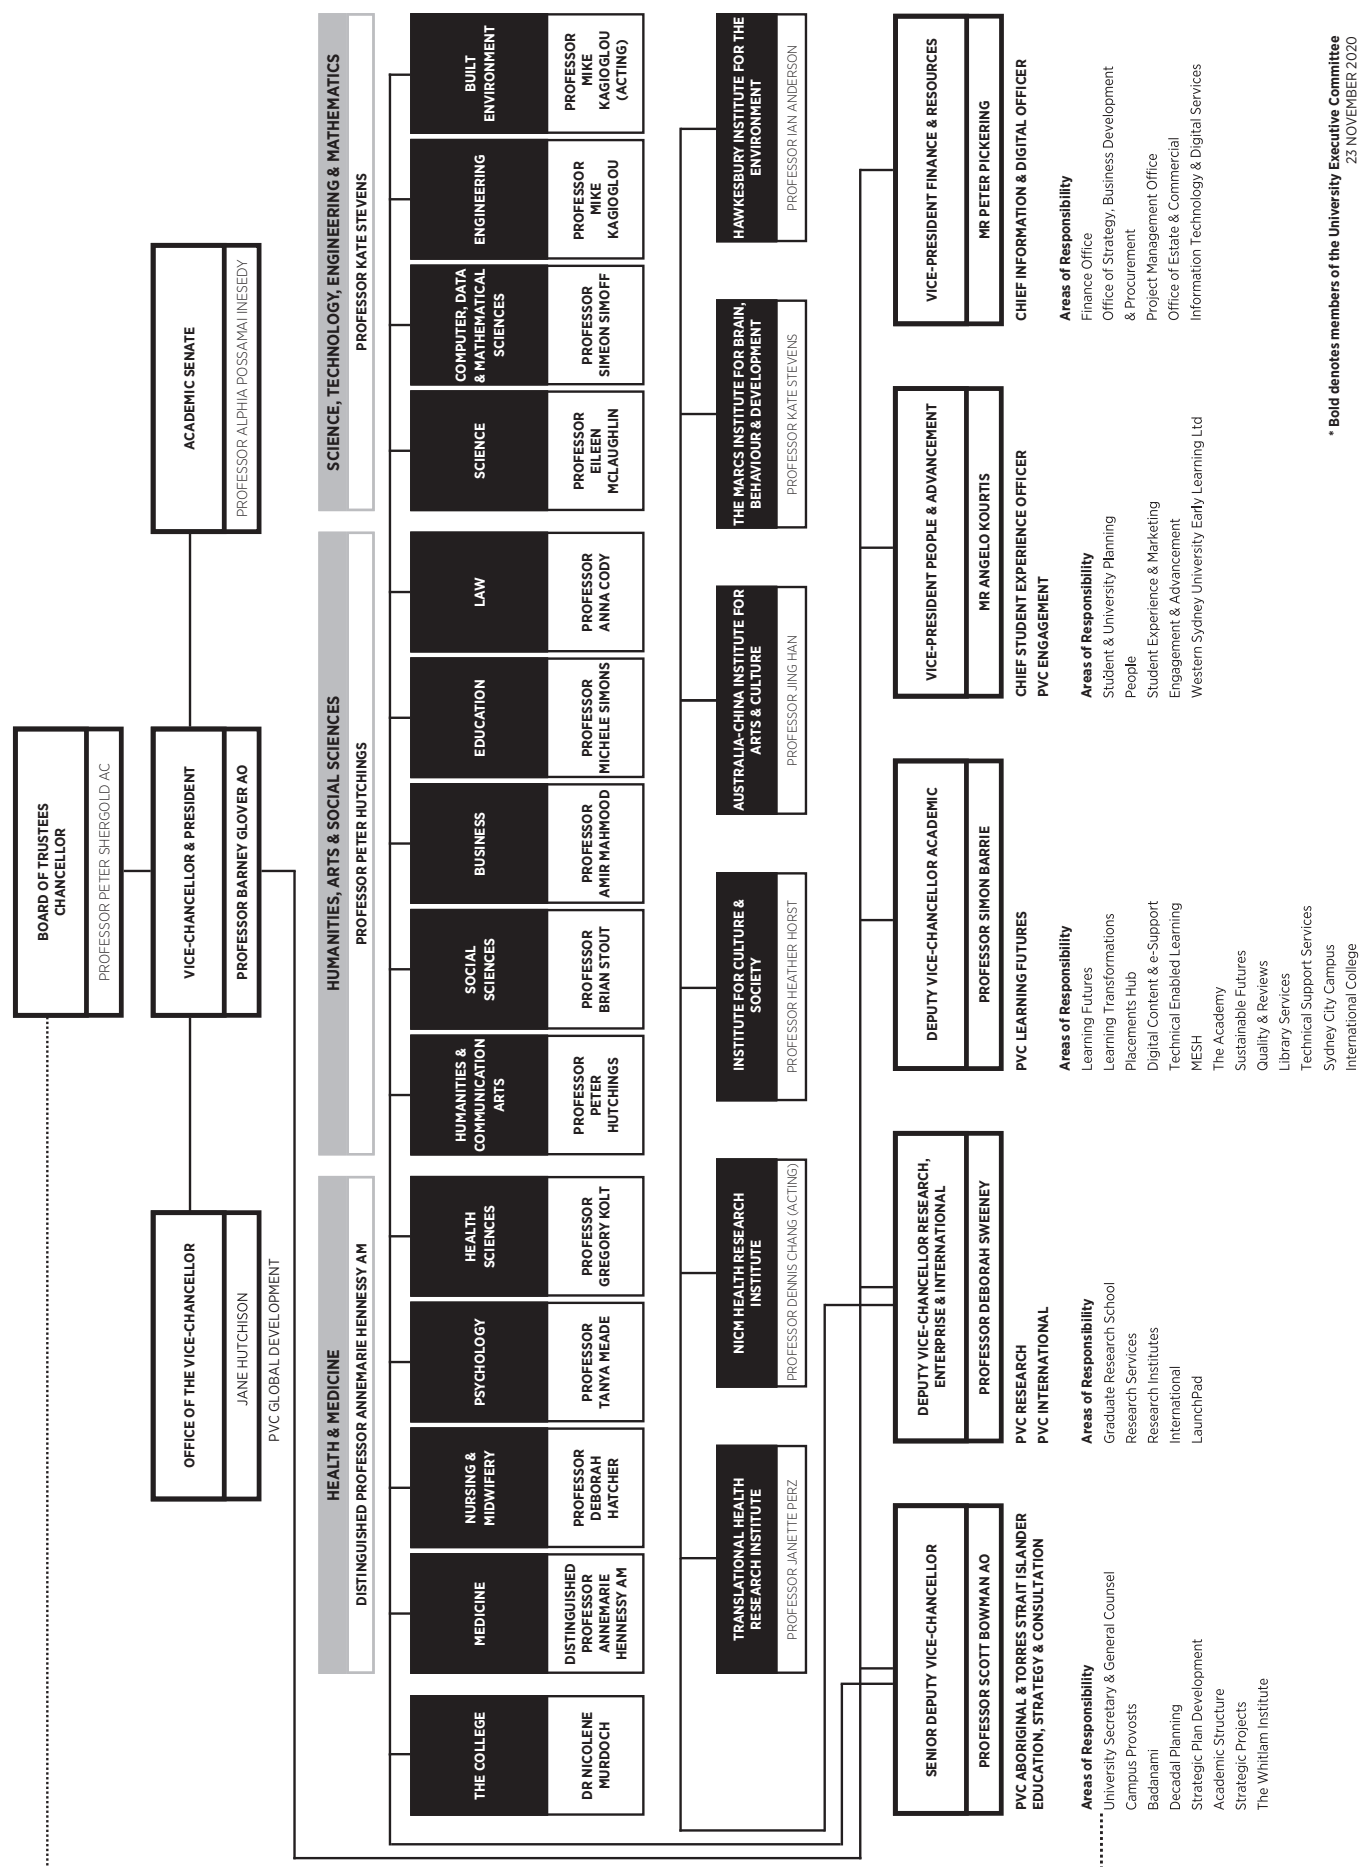 BOARD OF TRUSTEES
CHANCELLOR
PROFESSOR PETER SHERGOLD AC
OFFICE OF THE VICE-CHANCELLOR
JANE HUTCHISON
PVC GLOBAL DEVELOPMENT
VICE-CHANCELLOR & PRESIDENT
PROFESSOR BARNEY GLOVER AO
ACADEMIC SENATE
PROFESSOR ALPHIA POSSAMAI INESEDY
HEALTH & MEDICINE
DISTINGUISHED PROFESSOR ANNEMARIE HENNESSY AM
HUMANITIES, ARTS & SOCIAL SCIENCES
PROFESSOR PETER HUTCHINGS
SCIENCE, TECHNOLOGY, ENGINEERING & MATHEMATICS
PROFESSOR KATE STEVENS
THE COLLEGE
DR NICOLENE
MURDOCH
MEDICINE
DISTINGUISHED
PROFESSOR
ANNEMARIE
HENNESSY AM
NURSING &
MIDWIFERY
PROFESSOR
DEBORAH
HATCHER
PSYCHOLOGY
PROFESSOR
TANYA MEADE
HEALTH
SCIENCES
PROFESSOR
GREGORY KOLT
HUMANITIES &
COMMUNICATION
ARTS
PROFESSOR
PETER
HUTCHINGS
SOCIAL
SCIENCES
PROFESSOR
BRIAN STOUT
BUSINESS
PROFESSOR
AMIR MAHMOOD
EDUCATION
PROFESSOR
MICHELE SIMONS
LAW
PROFESSOR
ANNA CODY
SCIENCE
PROFESSOR
EILEEN
MCLAUGHLIN
COMPUTER, DATA
& MATHEMATICAL
SCIENCES
PROFESSOR
SIMEON SIMOFF
ENGINEERING
PROFESSOR
MIKE
KAGIOGLOU
BUILT
ENVIRONMENT
PROFESSOR
MIKE
KAGIOGLOU
(ACTING)
TRANSLATIONAL HEALTH
RESEARCH INSTITUTE
PROFESSOR JANETTE PERZ
NICM HEALTH RESEARCH
INSTITUTE
PROFESSOR DENNIS CHANG (ACTING)
INSTITUTE FOR CULTURE &
SOCIETY
PROFESSOR HEATHER HORST
AUSTRALIA-CHINA INSTITUTE FOR
ARTS & CULTURE
PROFESSOR JING HAN
THE MARCS INSTITUTE FOR BRAIN,
BEHAVIOUR & DEVELOPMENT
PROFESSOR KATE STEVENS
HAWKESBURY INSTITUTE FOR THE
ENVIRONMENT
PROFESSOR IAN ANDERSON
SENIOR DEPUTY VICE-CHANCELLOR
PROFESSOR SCOTT BOWMAN AO
PVC ABORIGINAL & TORRES STRAIT ISLANDER
EDUCATION, STRATEGY & CONSULTATION
Areas of Responsibility
University Secretary & General Counsel
Campus Provosts
Badanami
Decadal Planning
Strategic Plan Development
Academic Structure
Strategic Projects
The Whitlam Institute
DEPUTY VICE-CHANCELLOR RESEARCH,
ENTERPRISE & INTERNATIONAL
PROFESSOR DEBORAH SWEENEY
PVC RESEARCH
PVC INTERNATIONAL
Areas of Responsibility
Graduate Research School
Research Services
Research Institutes
International
LaunchPad
DEPUTY VICE-CHANCELLOR ACADEMIC
PROFESSOR SIMON BARRIE
PVC LEARNING FUTURES
Areas of Responsibility
Learning Futures
Learning Transformations
Placements Hub
Digital Content & e-Support
Technical Enabled Learning
MESH
The Academy
Sustainable Futures
Quality & Reviews
Library Services
Technical Support Services
Sydney City Campus
International College
VICE-PRESIDENT PEOPLE & ADVANCEMENT
MR ANGELO KOURTIS
CHIEF STUDENT EXPERIENCE OFFICER
PVC ENGAGEMENT
Areas of Responsibility
Student & University Planning
People
Student Experience & Marketing
Engagement & Advancement
Western Sydney University Early Learning Ltd
VICE-PRESIDENT FINANCE & RESOURCES
MR PETER PICKERING
CHIEF INFORMATION & DIGITAL OFFICER
Areas of Responsibility
Finance Office
Office of Strategy, Business Development
& Procurement
Project Management Office
Office of Estate & Commercial
Information Technology & Digital Services
* Bold denotes members of the University Executive Committee
23 NOVEMBER 2020